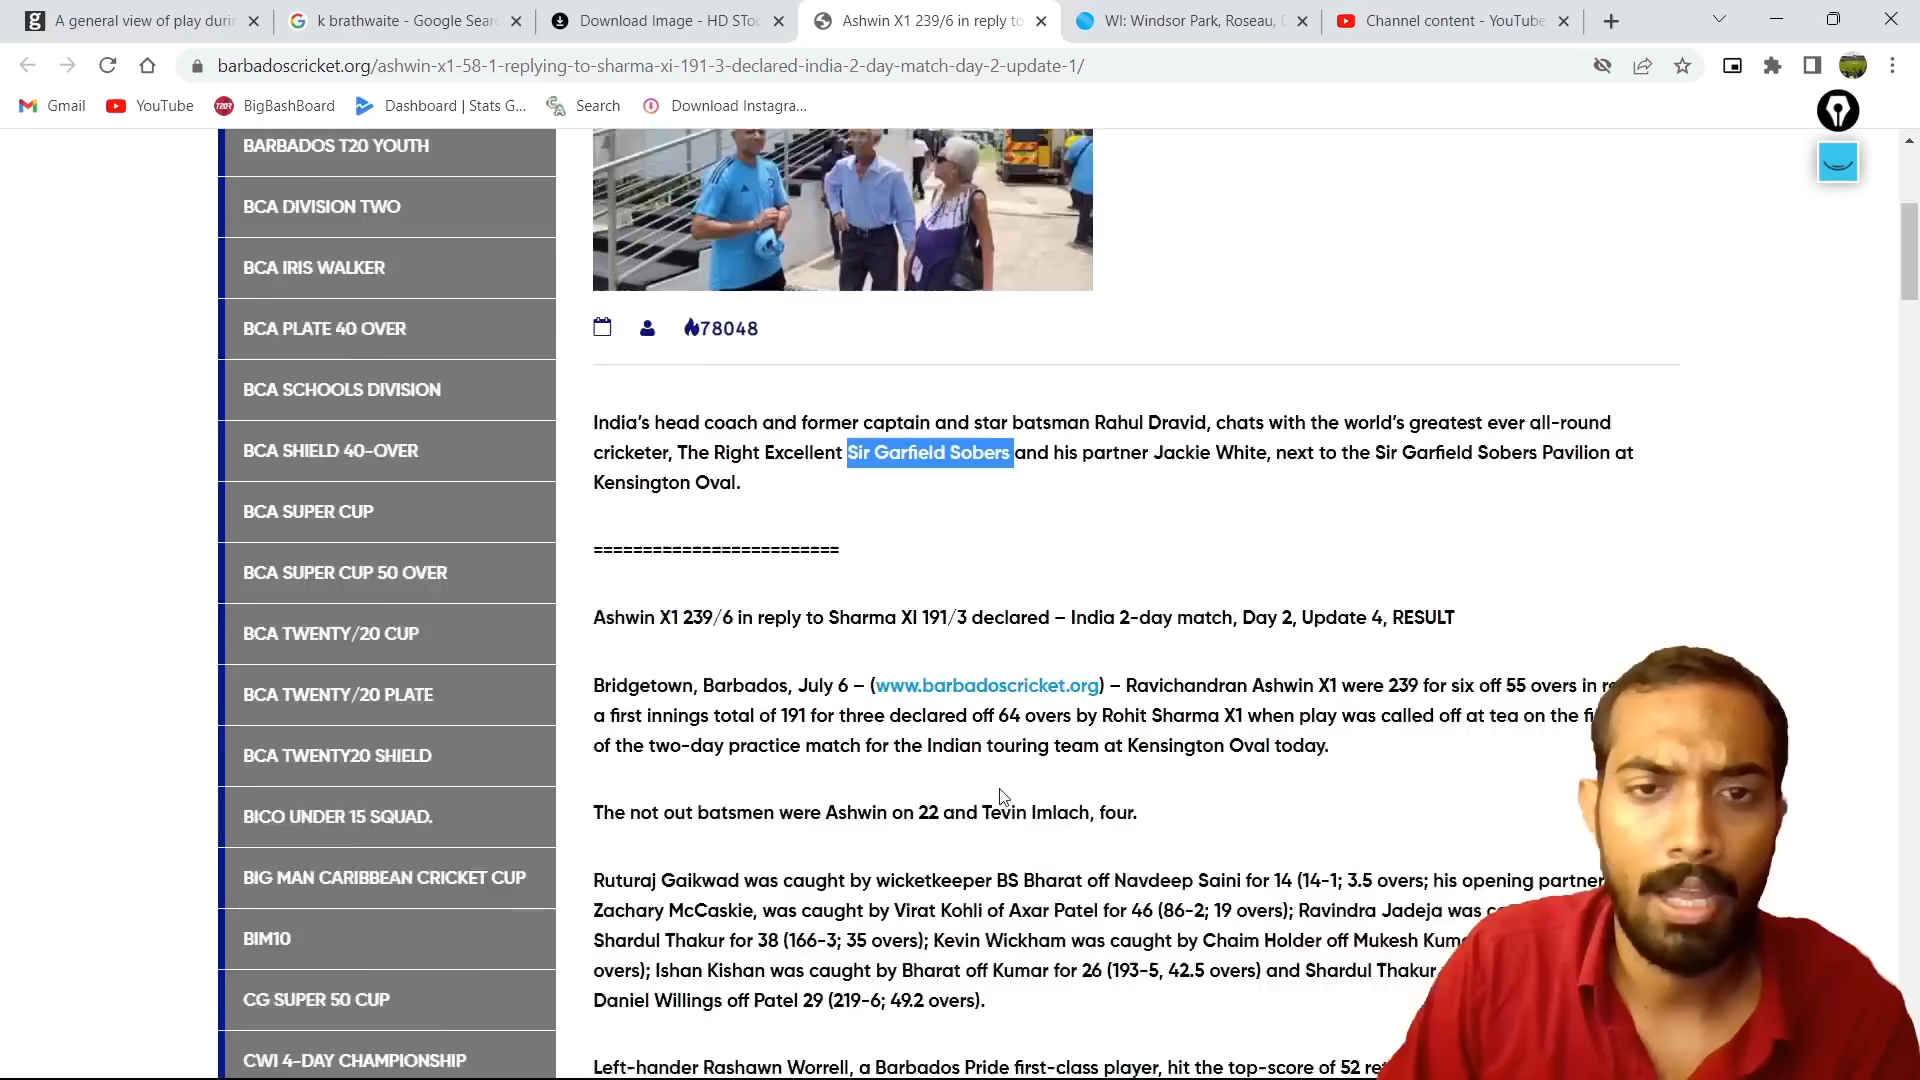 A general view of play duri
k brathwaite - Google Sear
Download Image - HD SToc
Ashwin X1 239/6 in reply to
WI: Windsor Park, Roseau,
Channel content - YouTube
barbadoscricket.org/ashwin-x1-58-1-replying-to-sharma-xi-191-3-declared-india-2-day-match-day-2-update-1/
Gmail
YouTube
BigBashBoard
Dashboard | Stats G...
Search
Download Instagra...
BARBADOS T20 YOUTH
BCA DIVISION TWO
BCA IRIS WALKER
BCA PLATE 40 OVER
BCA SCHOOLS DIVISION
BCA SHIELD 40-OVER
BCA SUPER CUP
BCA SUPER CUP 50 OVER
BCA TWENTY/20 CUP
BCA TWENTY/20 PLATE
BCA TWENTY20 SHIELD
BICO UNDER 15 SQUAD.
BIG MAN CARIBBEAN CRICKET CUP
BIM10
CG SUPER 50 CUP
CWI 4-DAY CHAMPIONSHIP
78048
India's head coach and former captain and star batsman Rahul Dravid, chats with the world's greatest ever all-round
cricketer, The Right Excellent Sir Garfield Sobers and his partner Jackie White, next to the Sir Garfield Sobers Pavilion at
Kensington Oval.
=========================
Ashwin X1 239/6 in reply to Sharma XI 191/3 declared – India 2-day match, Day 2, Update 4, RESULT
Bridgetown, Barbados, July 6 – (www.barbadoscricket.org) – Ravichandran Ashwin X1 were 239 for six off 55 overs in
a first innings total of 191 for three declared off 64 overs by Rohit Sharma X1 when play was called off at tea on the
of the two-day practice match for the Indian touring team at Kensington Oval today.
The not out batsmen were Ashwin on 22 and Tevin Imlach, four.
Ruturaj Gaikwad was caught by wicketkeeper BS Bharat off Navdeep Saini for 14 (14-1; 3.5 overs; his opening partner
Zachary McCaskie, was caught by Virat Kohli of Axar Patel for 46 (86-2; 19 overs); Ravindra Jadeja was
Shardul Thakur for 38 (166-3; 35 overs); Kevin Wickham was caught by Chaim Holder off Mukesh
overs); Ishan Kishan was caught by Bharat off Kumar for 26 (193-5, 42.5 overs) and Shardul Thakur
Daniel Willings off Patel 29 (219-6; 49.2 overs).
Left-hander Rashawn Worrell, a Barbados Pride first-class player, hit the top-score of 52